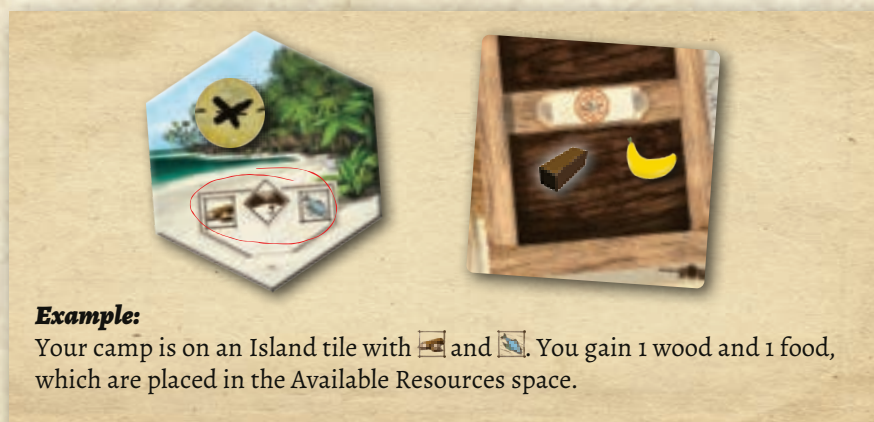 Example:
Your camp is on an Island tile with and . You gain 1 wood and 1 food,
which are placed in the Available Resources space.